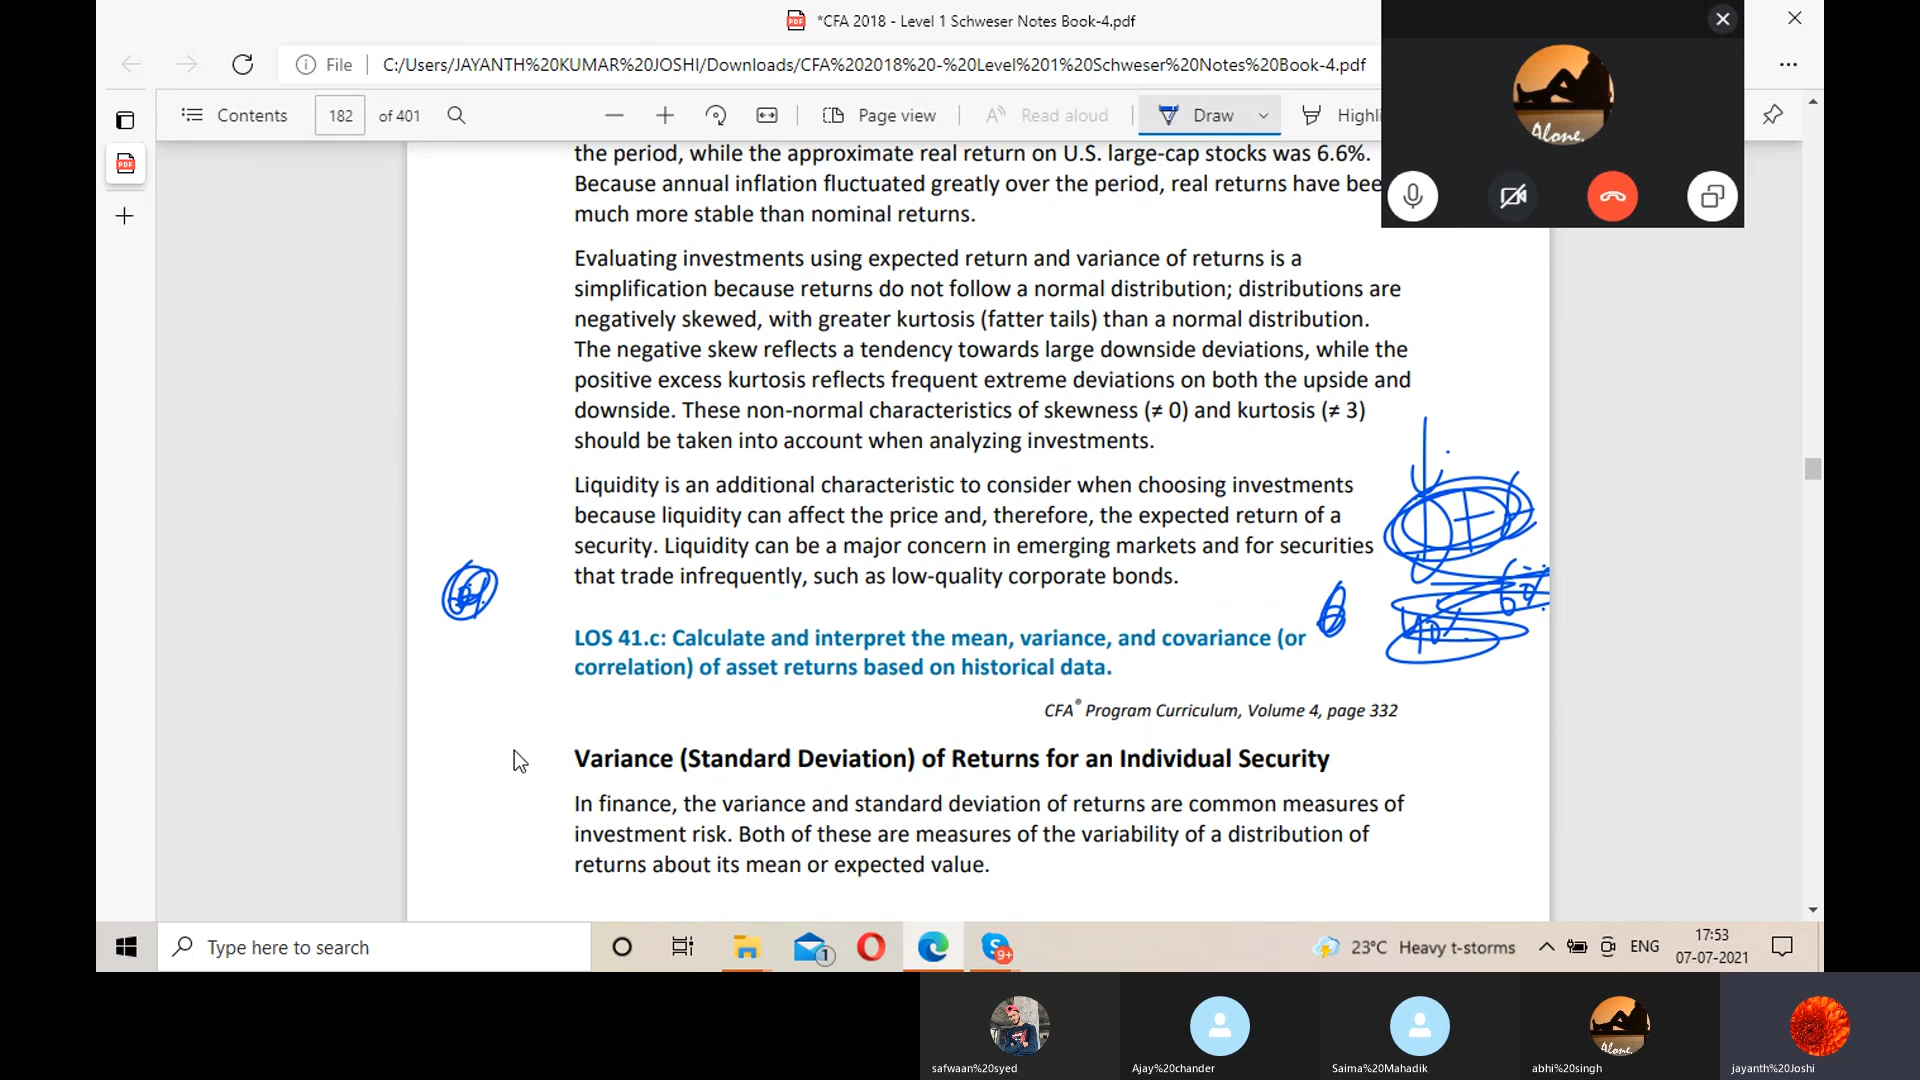 *CFA 2018 - Level 1 Schweser Notes Book-4.pdf
File C:/Users/JAYANTH%20KUMAR%20JOSHI/Downloads/CFA%202018%20-%20Level%201%20Schweser%20Notes%20Book-4.pdf
Contents 182 of 401 Page view Read aloud Draw Highli
Alone.
the period, while the approximate real return on U.S. large-cap stocks was 6.6%.
Because annual inflation fluctuated greatly over the period, real returns have bee
much more stable than nominal returns.
Evaluating investments using expected return and variance of returns is a
simplification because returns do not follow a normal distribution; distributions are
negatively skewed, with greater kurtosis (fatter tails) than a normal distribution.
The negative skew reflects a tendency towards large downside deviations, while the
positive excess kurtosis reflects frequent extreme deviations on both the upside and
downside. These non-normal characteristics of skewness (≠ 0) and kurtosis (≠ 3)
should be taken into account when analyzing investments.
Liquidity is an additional characteristic to consider when choosing investments
because liquidity can affect the price and, therefore, the expected return of a
security. Liquidity can be a major concern in emerging markets and for securities
that trade infrequently, such as low-quality corporate bonds.
LOS 41.c: Calculate and interpret the mean, variance, and covariance (or
correlation) of asset returns based on historical data.
CFA® Program Curriculum, Volume 4, page 332
Variance (Standard Deviation) of Returns for an Individual Security
In finance, the variance and standard deviation of returns are common measures of
investment risk. Both of these are measures of the variability of a distribution of
returns about its mean or expected value.
Type here to search 1 9+ 23°C Heavy t-storms ENG 17:53
07-07-2021
Alone.
safwaan%20syed Ajay%20chander Saima%20Mahadik abhi%20singh jayanth%20Joshi